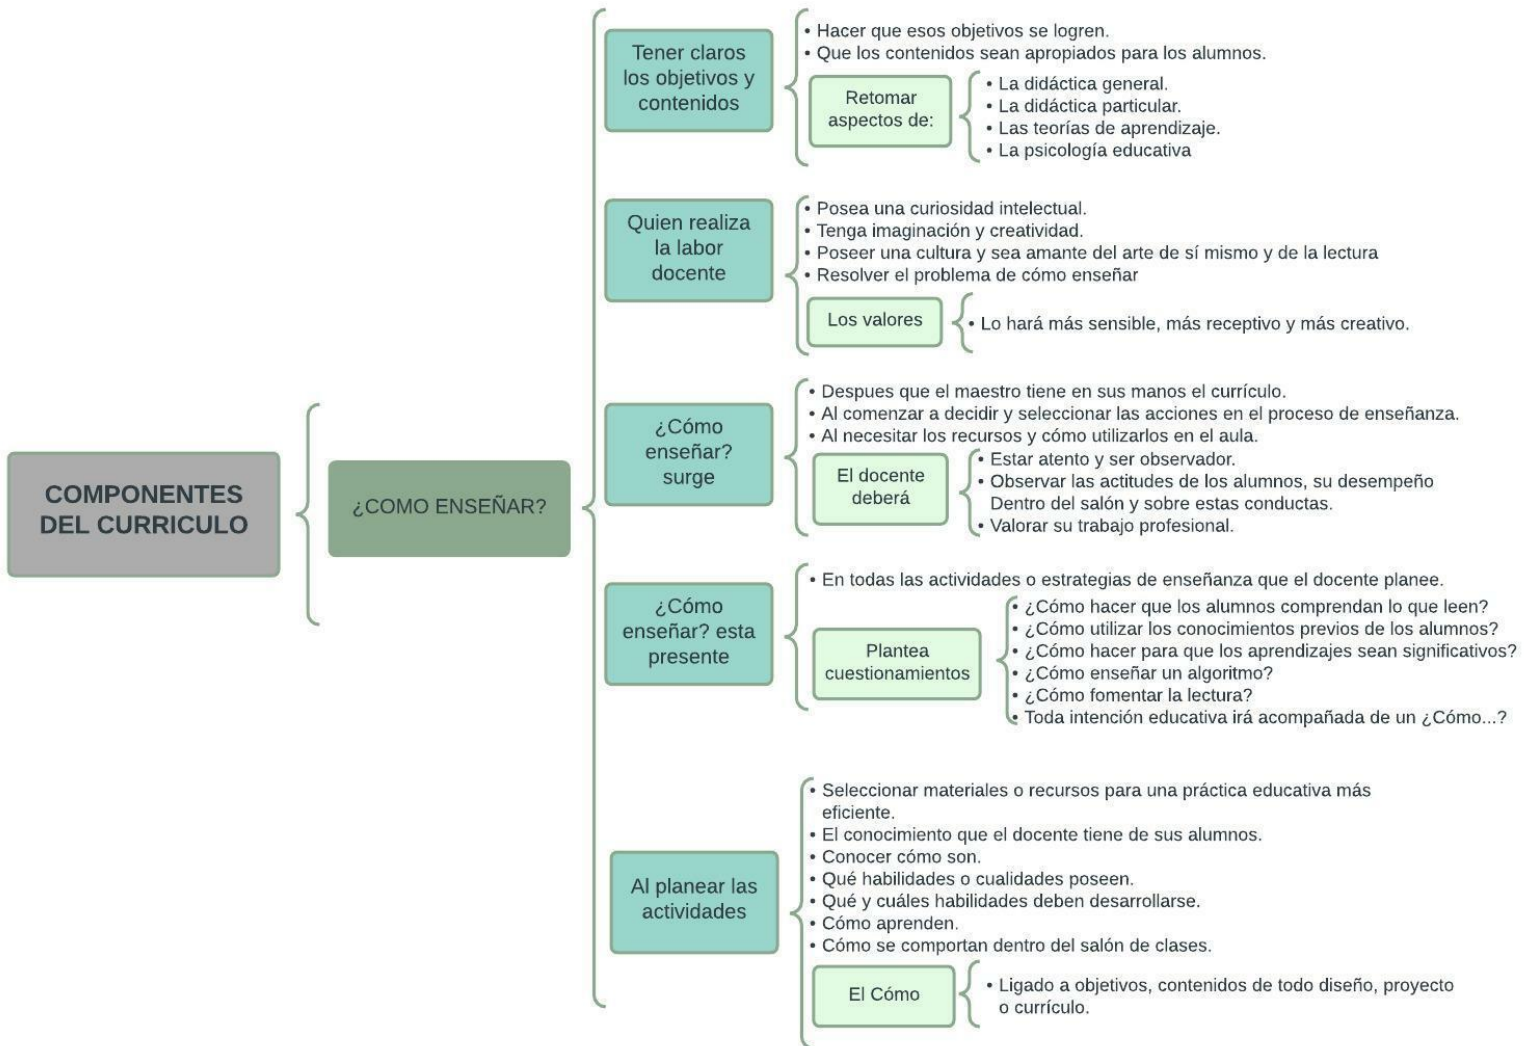 COMPONENTES
DEL CURRICULO
¿COMO ENSEÑAR?
Tener claros
los objetivos y
contenidos
• Hacer que esos objetivos se logren.
• Que los contenidos sean apropiados para los alumnos.
Retomar
aspectos de:
• La didáctica general.
• La didáctica particular.
• Las teorías de aprendizaje.
• La psicología educativa
Quien realiza
la labor
docente
• Posea una curiosidad intelectual.
• Tenga imaginación y creatividad.
• Poseer una cultura y sea amante del arte de sí mismo y de la lectura
• Resolver el problema de cómo enseñar
Los valores
• Lo hará más sensible, más receptivo y más creativo.
¿Cómo
enseñar?
surge
• Despues que el maestro tiene en sus manos el currículo.
• Al comenzar a decidir y seleccionar las acciones en el proceso de enseñanza.
• Al necesitar los recursos y cómo utilizarlos en el aula.
El docente
deberá
• Estar atento y ser observador.
• Observar las actitudes de los alumnos, su desempeño
Dentro del salón y sobre estas conductas.
• Valorar su trabajo profesional.
¿Cómo
enseñar? esta
presente
• En todas las actividades o estrategias de enseñanza que el docente planee.
Plantea
cuestionamientos
• ¿Cómo hacer que los alumnos comprendan lo que leen?
• ¿Cómo utilizar los conocimientos previos de los alumnos?
• ¿Cómo hacer para que los aprendizajes sean significativos?
• ¿Cómo enseñar un algoritmo?
• ¿Cómo fomentar la lectura?
• Toda intención educativa irá acompañada de un ¿Cómo...?
Al planear las
actividades
• Seleccionar materiales o recursos para una práctica educativa más
eficiente.
• El conocimiento que el docente tiene de sus alumnos.
• Conocer cómo son.
• Qué habilidades o cualidades poseen.
• Qué y cuáles habilidades deben desarrollarse.
• Cómo aprenden.
• Cómo se comportan dentro del salón de clases.
El Cómo
• Ligado a objetivos, contenidos de todo diseño, proyecto
o currículo.